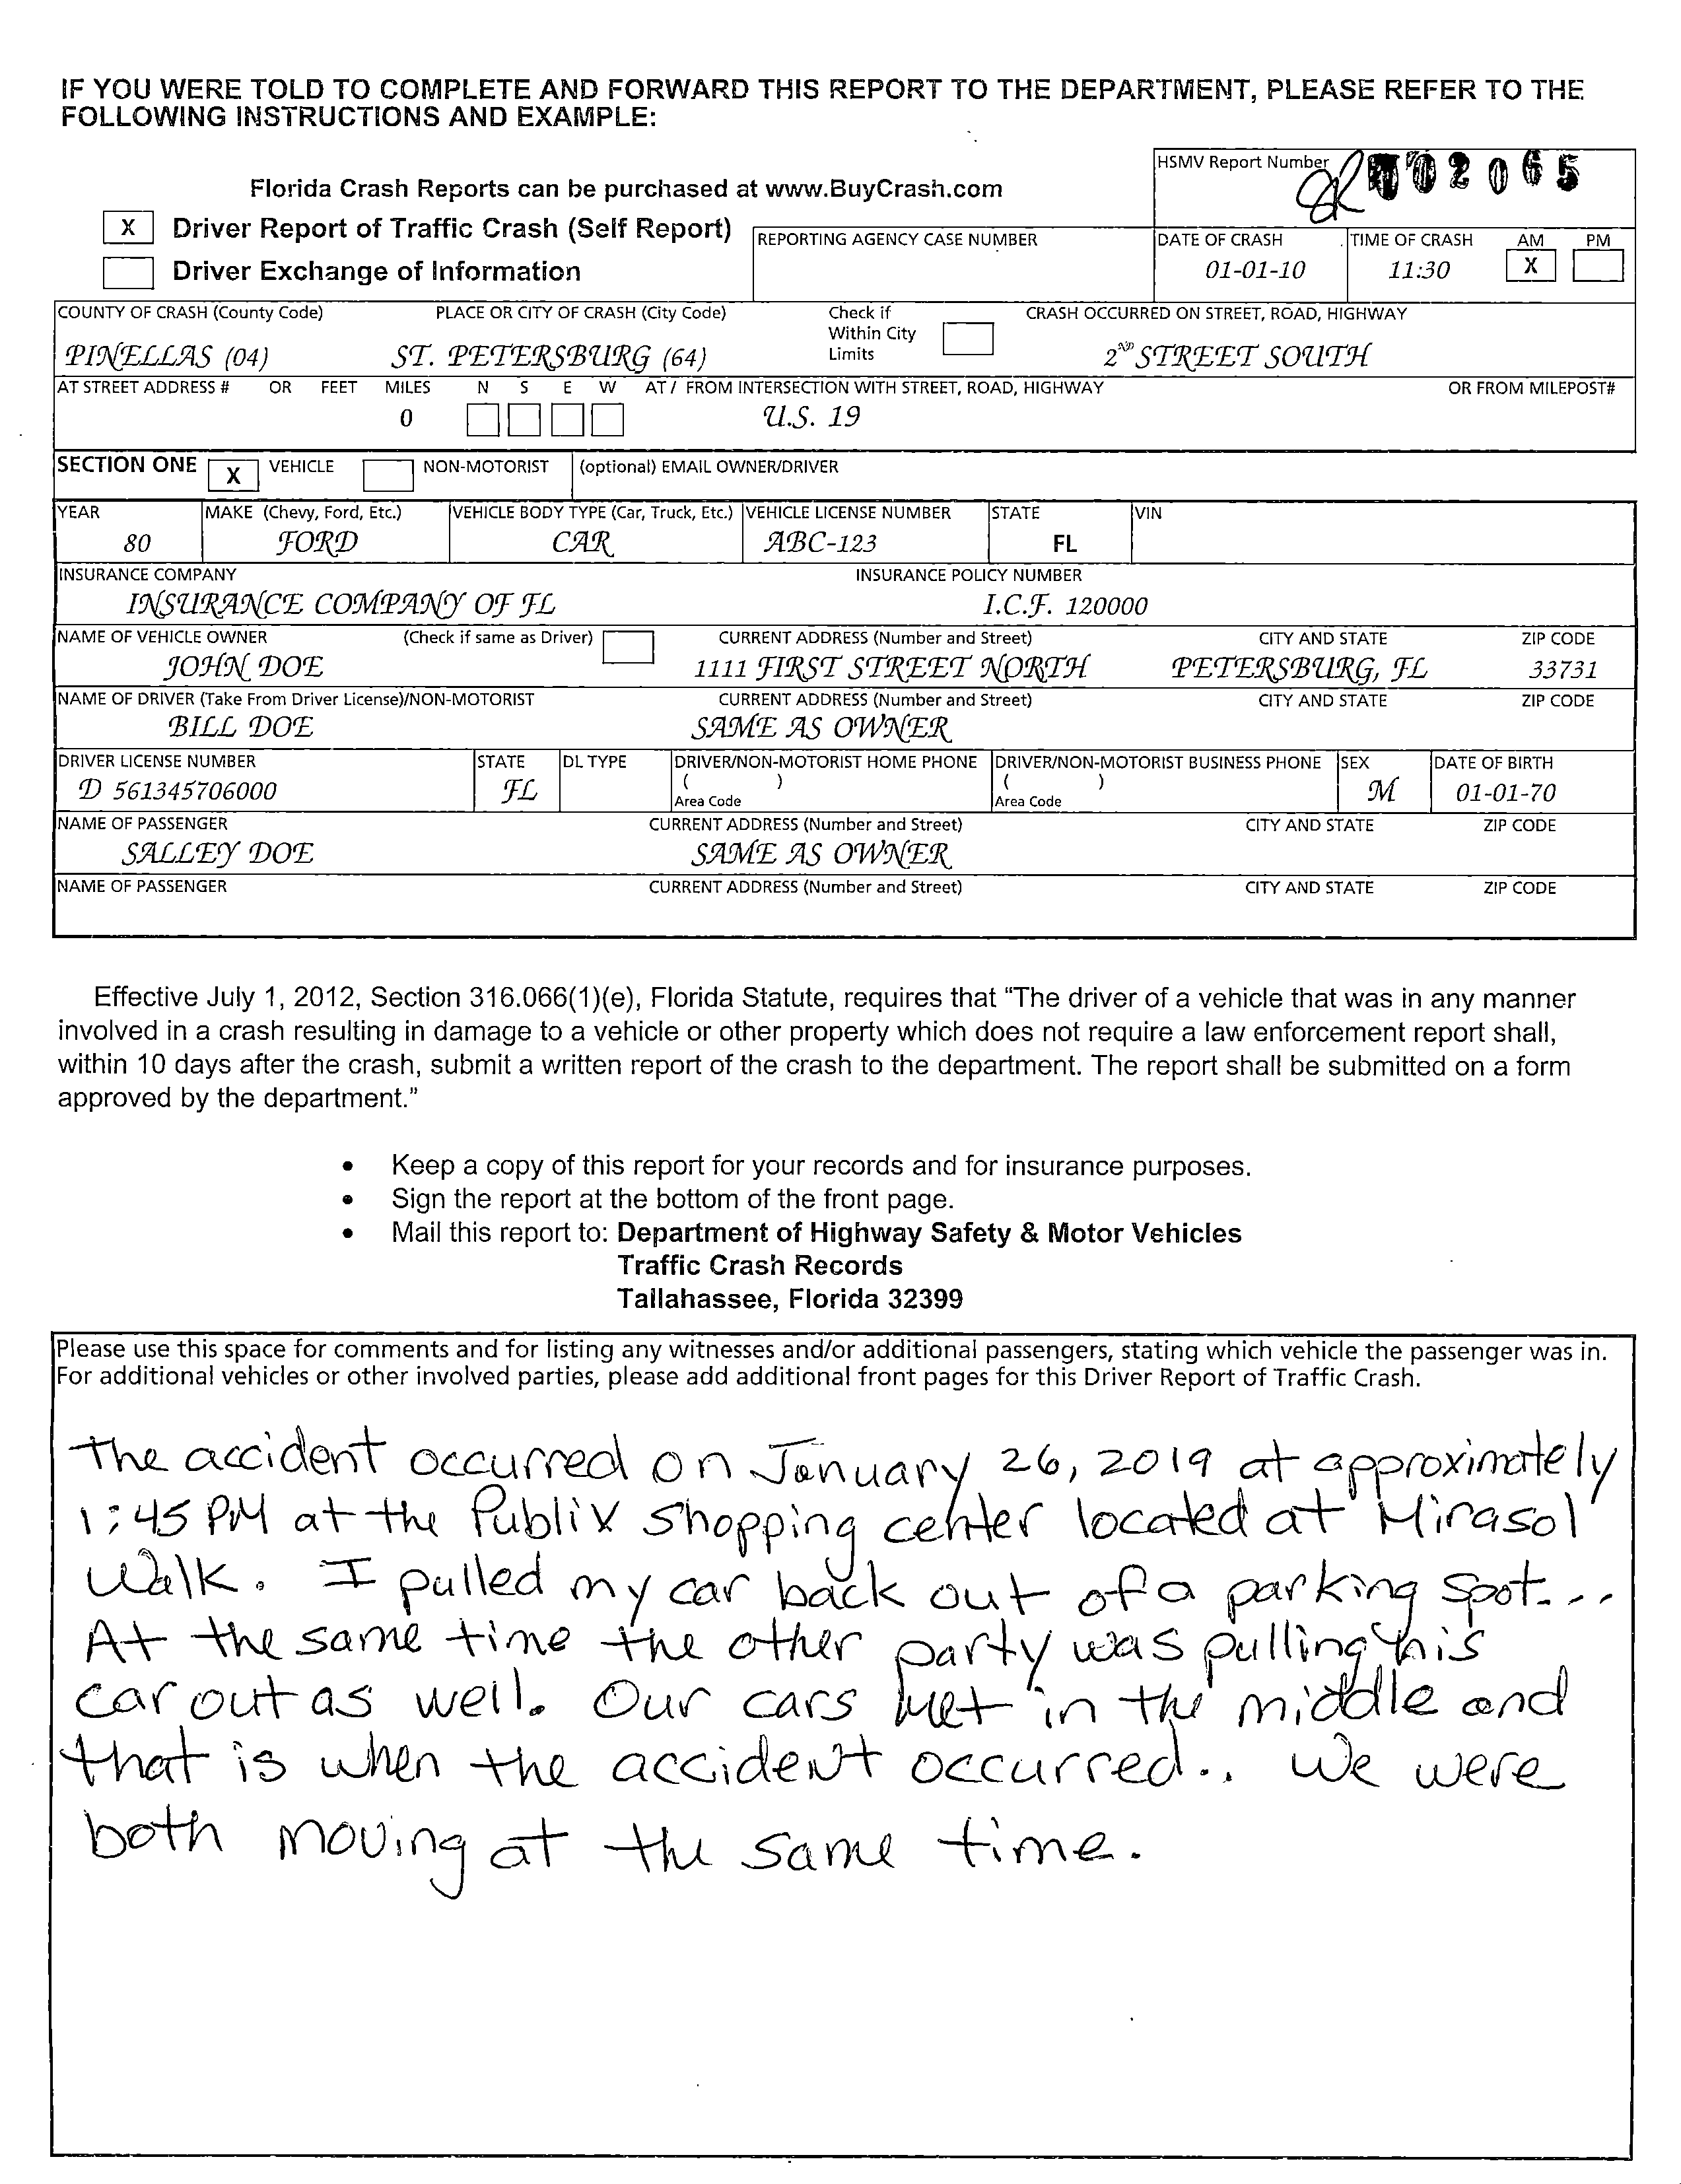 IF YOU WERE TOLD TO COMPLETE AND FORWARD THIS REPORT TO THE DEPARTMENT, PLEASE REFER TO THE
FOLLOWING INSTRUCTIONS AND EXAMPLE:
HSMV Report Number
02065
Florida Crash Reports can be purchased at www.BuyCrash.com
X Driver Report of Traffic Crash (Self Report)
Driver Exchange of Information
REPORTING AGENCY CASE NUMBER
DATE OF CRASH TIME OF CRASH AM PM
01-01-10 11:30 X
COUNTY OF CRASH (County Code) PLACE OR CITY OF CRASH (City Code) Check if Within City Limits CRASH OCCURRED ON STREET, ROAD, HIGHWAY
PINELLAS (04) ST. PETERSBURG (64) 2ND STREET SOUTH
AT STREET ADDRESS # OR FEET MILES N S E W AT / FROM INTERSECTION WITH STREET, ROAD, HIGHWAY OR FROM MILEPOST#
0 U.S. 19
SECTION ONE X VEHICLE NON-MOTORIST (optional) EMAIL OWNER/DRIVER
YEAR MAKE (Chevy, Ford, Etc.) VEHICLE BODY TYPE (Car, Truck, Etc.) VEHICLE LICENSE NUMBER STATE VIN
80 FORD CAR ABC-123 FL
INSURANCE COMPANY INSURANCE POLICY NUMBER
INSURANCE COMPANY OF FL I.C.F. 120000
NAME OF VEHICLE OWNER (Check if same as Driver) CURRENT ADDRESS (Number and Street) CITY AND STATE ZIP CODE
JOHN DOE 1111 FIRST STREET NORTH PETERSBURG, FL 33731
NAME OF DRIVER (Take From Driver License)/NON-MOTORIST CURRENT ADDRESS (Number and Street) CITY AND STATE ZIP CODE
BILL DOE SAME AS OWNER
DRIVER LICENSE NUMBER STATE DL TYPE DRIVER/NON-MOTORIST HOME PHONE DRIVER/NON-MOTORIST BUSINESS PHONE SEX DATE OF BIRTH
D 561345706000 FL ( ) ( ) M 01-01-70
Area Code Area Code
NAME OF PASSENGER CURRENT ADDRESS (Number and Street) CITY AND STATE ZIP CODE
SALLEY DOE SAME AS OWNER
NAME OF PASSENGER CURRENT ADDRESS (Number and Street) CITY AND STATE ZIP CODE
Effective July 1, 2012, Section 316.066(1)(e), Florida Statute, requires that "The driver of a vehicle that was in any manner
involved in a crash resulting in damage to a vehicle or other property which does not require a law enforcement report shall,
within 10 days after the crash, submit a written report of the crash to the department. The report shall be submitted on a form
approved by the department."
• Keep a copy of this report for your records and for insurance purposes.
• Sign the report at the bottom of the front page.
• Mail this report to: Department of Highway Safety & Motor Vehicles
Traffic Crash Records
Tallahassee, Florida 32399
Please use this space for comments and for listing any witnesses and/or additional passengers, stating which vehicle the passenger was in.
For additional vehicles or other involved parties, please add additional front pages for this Driver Report of Traffic Crash.
The accident occurred on January 26, 2019 at approximately
1:45 PM at the Publix shopping center located at Mirasol
Walk. I pulled my car back out of a parking spot...
At the same time the other party was pulling his
car out as well. Our cars met in the middle and
that is when the accident occurred.. We were
both moving at the same time.